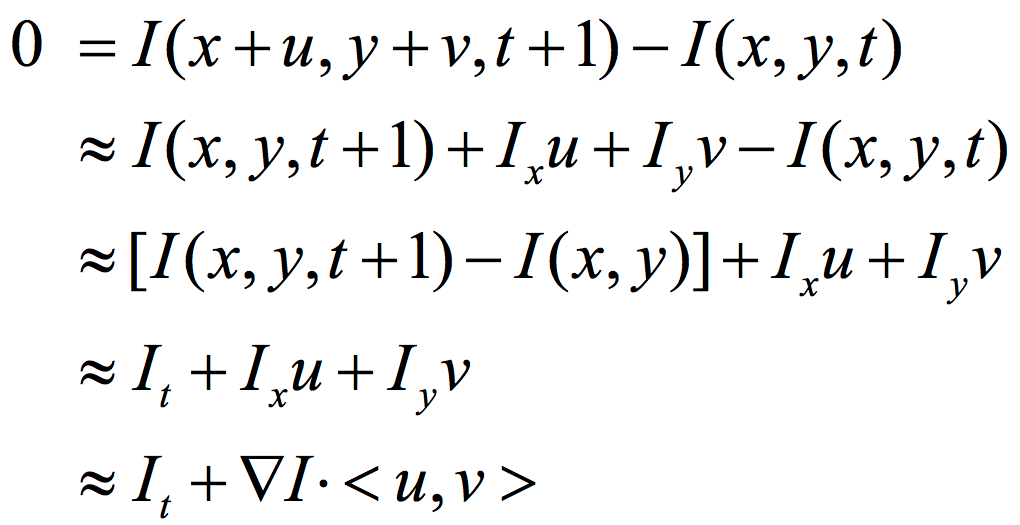 0 = I(x+u, y+v, t+1) − I(x, y, t)
≈ I(x, y, t+1) + I_x u + I_y v − I(x, y, t)
≈ [I(x, y, t+1) − I(x, y)] + I_x u + I_y v
≈ I_t + I_x u + I_y v
≈ I_t + ∇I · < u, v >